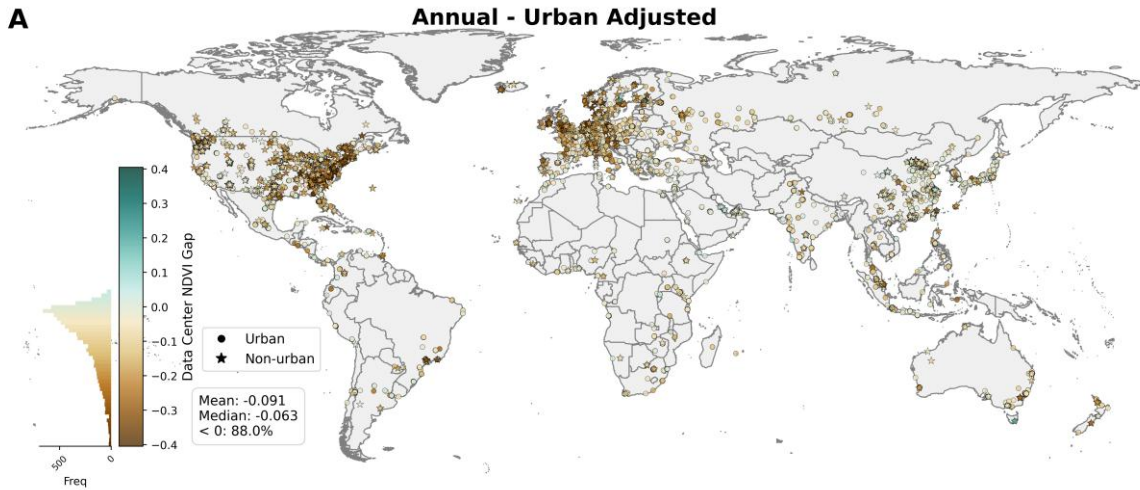 A
Annual - Urban Adjusted
0.4
0.3
0.2
0.1
0.0
−0.1
−0.2
−0.3
−0.4
Data Center NDVI Gap
500
0
Freq
Urban
Non-urban
Mean: -0.091
Median: -0.063
< 0: 88.0%